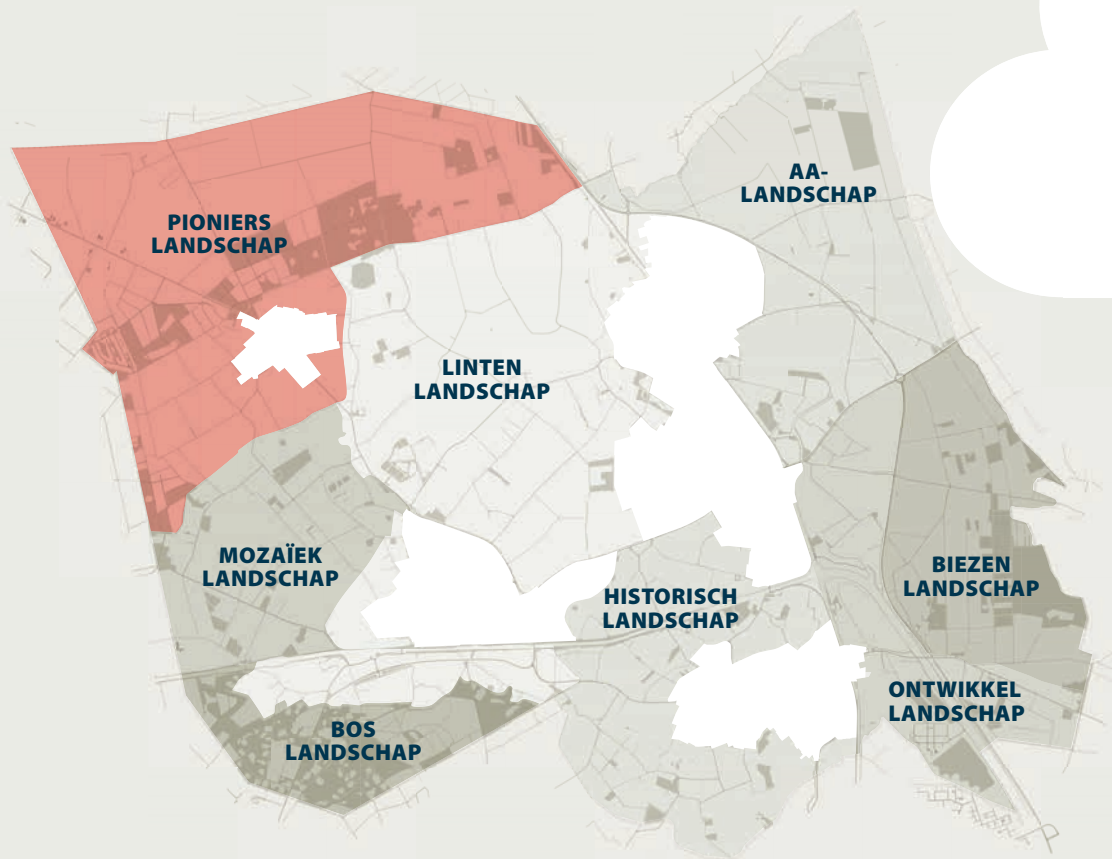 AA-
LANDSCHAP
PIONIERS
LANDSCHAP
LINTEN
LANDSCHAP
MOZAÏEK
LANDSCHAP
HISTORISCH
LANDSCHAP
BIEZEN
LANDSCHAP
ONTWIKKEL
LANDSCHAP
BOS
LANDSCHAP